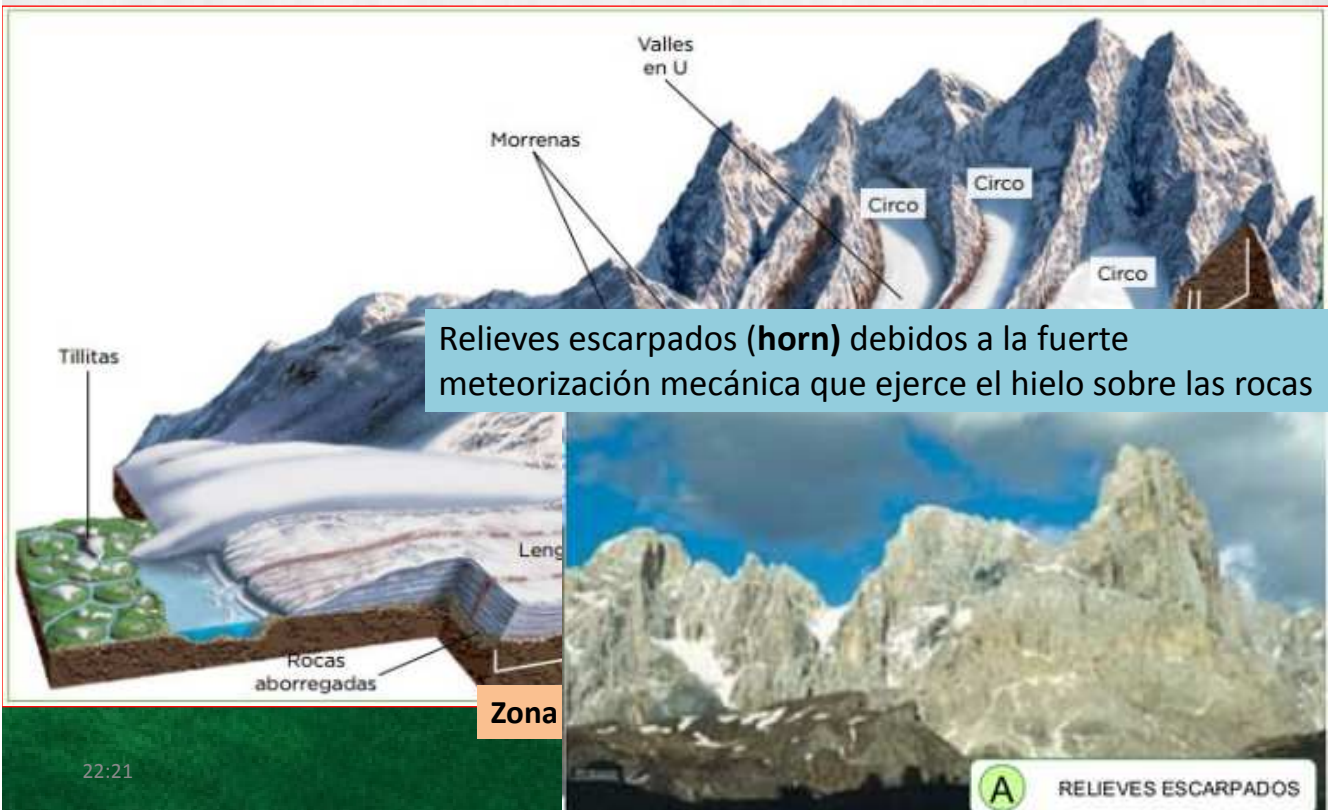 Valles
en U
Morrenas
Circo
Circo
Circo
Relieves escarpados (horn) debidos a la fuerte
meteorización mecánica que ejerce el hielo sobre las rocas
Tillitas
Leng
Rocas
aborregadas
Zona
22:21
A RELIEVES ESCARPADOS